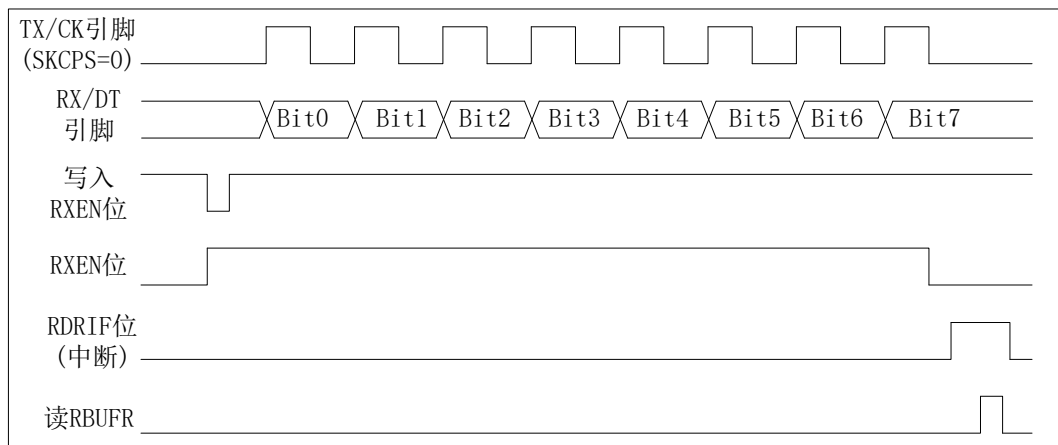 TX/CK引脚
(SKCPS=0)
RX/DT
引脚
Bit0 Bit1 Bit2 Bit3 Bit4 Bit5 Bit6 Bit7
写入
RXEN位
RXEN位
RDRIF位
(中断)
读RBUFR